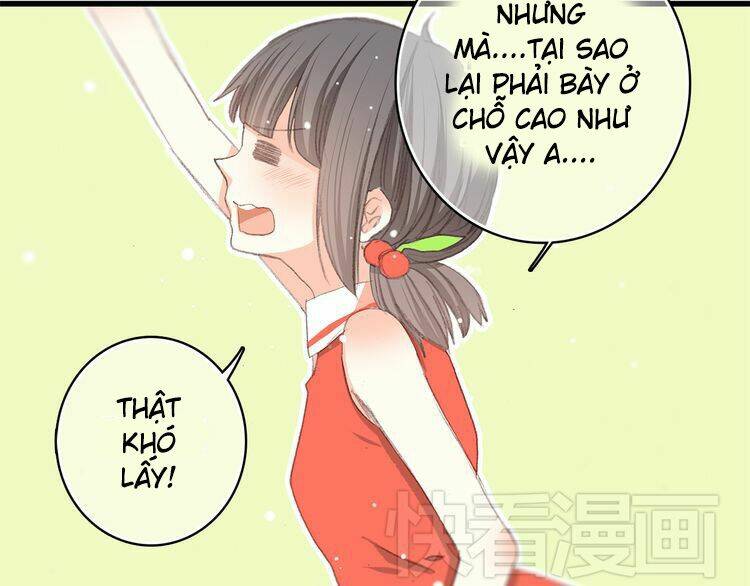 NHƯNG
MÀ....TẠI SAO
LẠI PHẢI BÀY Ở
CHỖ CAO NHƯ
VẬY A....
THẬT
KHÓ
LẤY!
快看漫画